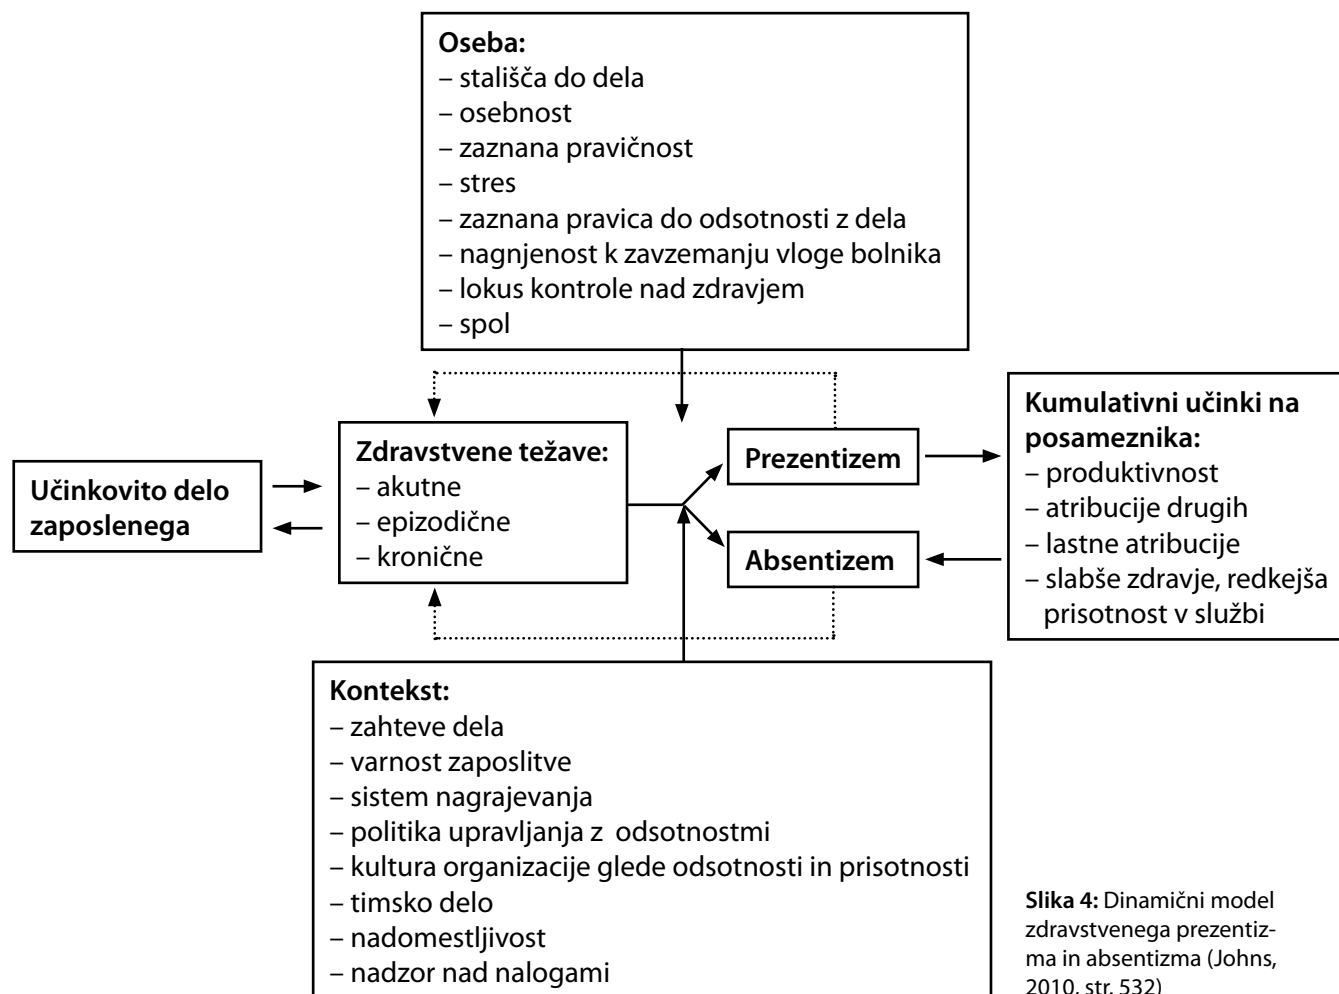 Oseba:
– stališča do dela
– osebnost
– zaznana pravičnost
– stres
– zaznana pravica do odsotnosti z dela
– nagnjenost k zavzemanju vloge bolnika
– lokus kontrole nad zdravjem
– spol
Učinkovito delo
zaposlenega
Zdravstvene težave:
– akutne
– epizodične
– kronične
Prezentizem
Absentizem
Kumulativni učinki na
posameznika:
– produktivnost
– atribucije drugih
– lastne atribucije
– slabše zdravje, redkejša
prisotnost v službi
Kontekst:
– zahteve dela
– varnost zaposlitve
– sistem nagrajevanja
– politika upravljanja z odsotnostmi
– kultura organizacije glede odsotnosti in prisotnosti
– timsko delo
– nadomestljivost
– nadzor nad nalogami
Slika 4: Dinamični model
zdravstvenega prezentiz-
ma in absentizma (Johns,
2010, str. 532)